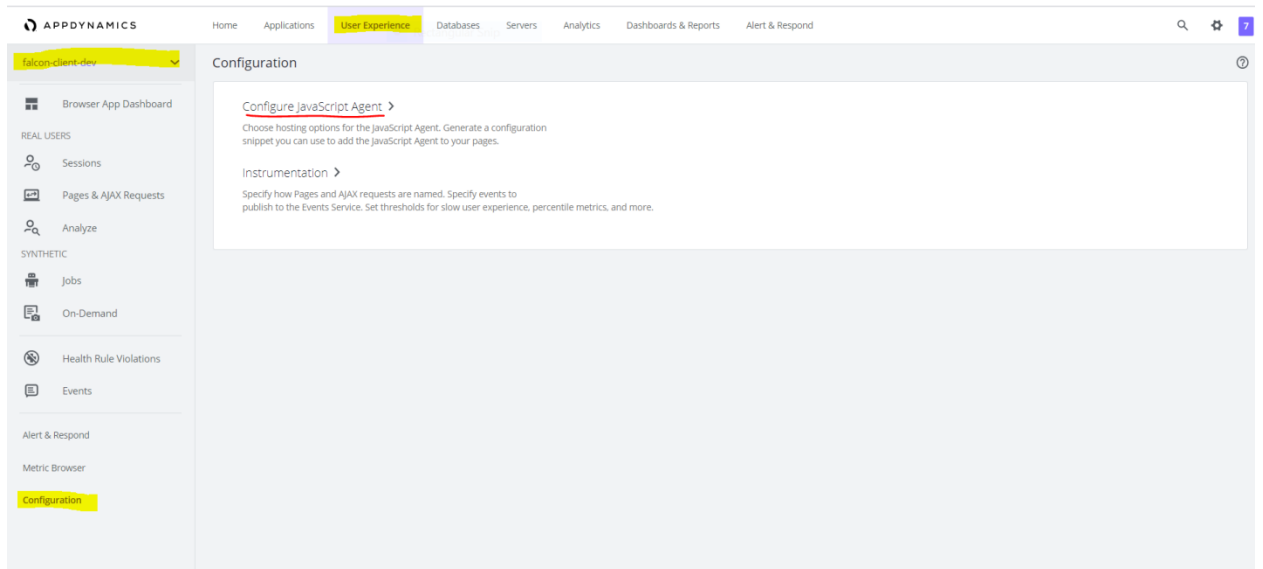 APPDYNAMICS
Home Applications User Experience Databases Servers Analytics Dashboards & Reports Alert & Respond
7
falcon-client-dev
Configuration
Browser App Dashboard
REAL USERS
Sessions
Pages & AJAX Requests
Analyze
SYNTHETIC
Jobs
On-Demand
Health Rule Violations
Events
Alert & Respond
Metric Browser
Configuration
Configure JavaScript Agent >
Choose hosting options for the JavaScript Agent. Generate a configuration
snippet you can use to add the JavaScript Agent to your pages.
Instrumentation >
Specify how Pages and AJAX requests are named. Specify events to
publish to the Events Service. Set thresholds for slow user experience, percentile metrics, and more.